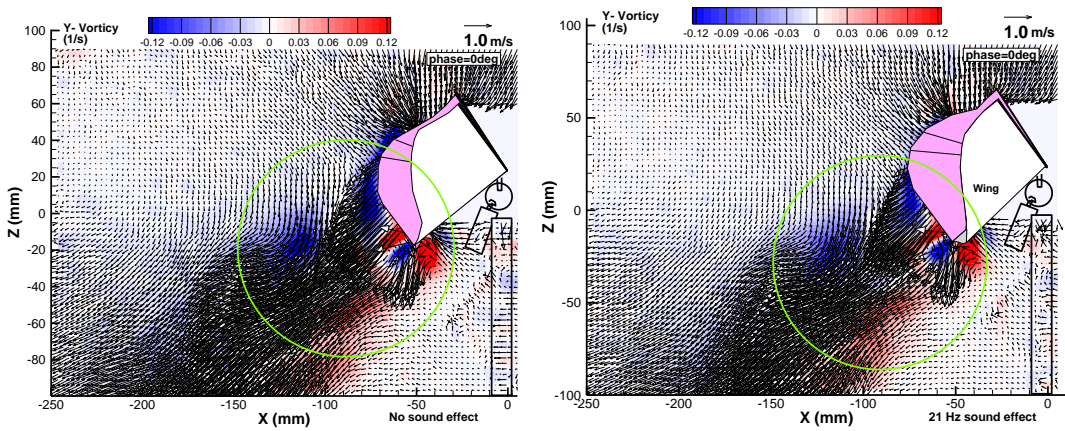 Y- Vorticy
(1/s)
-0.12 -0.09 -0.06 -0.03 0 0.03 0.06 0.09 0.12
1.0 m/s
phase=0deg
Z (mm)
100
80
60
40
20
0
-20
-40
-60
-80
-250 -200 -150 -100 -50 0
X (mm)
No sound effect
Y- Vorticy
(1/s)
-0.12 -0.09 -0.06 -0.03 0 0.03 0.06 0.09 0.12
1.0 m/s
phase=0deg
Wing
Z (mm)
100
50
0
-50
-100
-250 -200 -150 -100 -50 0
X (mm)
21 Hz sound effect